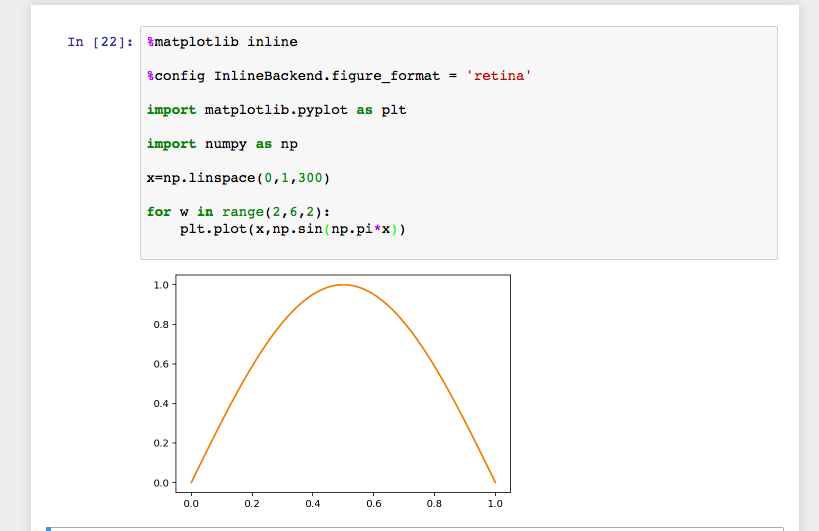 In [22]: %matplotlib inline
%config InlineBackend.figure_format = 'retina'
import matplotlib.pyplot as plt
import numpy as np
x=np.linspace(0,1,300)
for w in range(2,6,2):
    plt.plot(x,np.sin(np.pi*x))
1.0
0.8
0.6
0.4
0.2
0.0
0.0 0.2 0.4 0.6 0.8 1.0